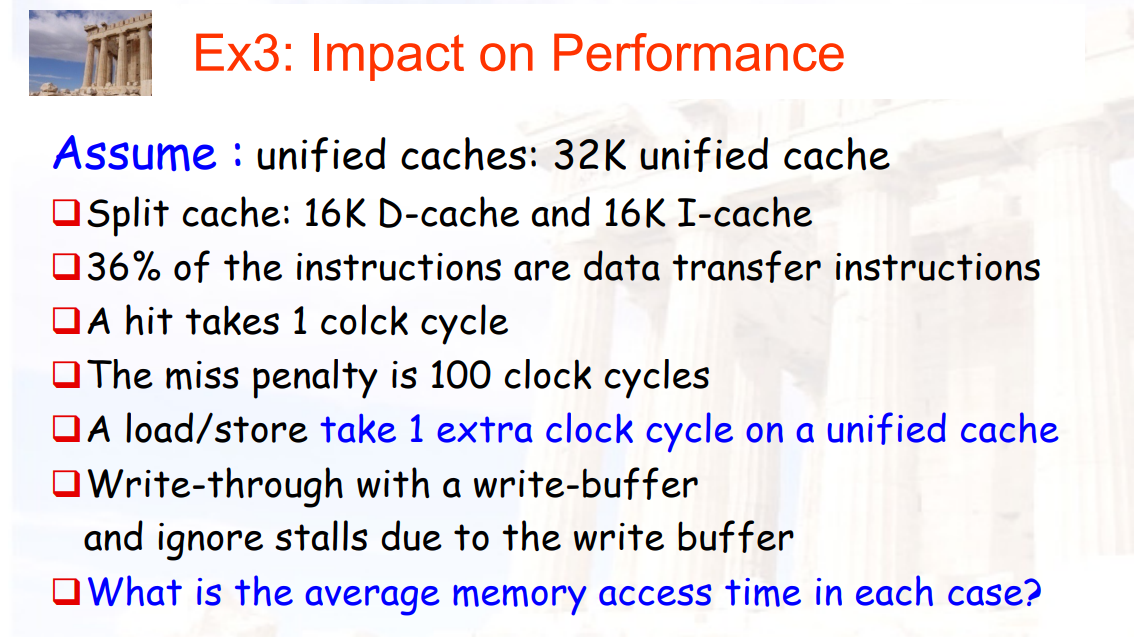 Ex3: Impact on Performance
Assume : unified caches: 32K unified cache
Split cache: 16K D-cache and 16K I-cache
36% of the instructions are data transfer instructions
A hit takes 1 colck cycle
The miss penalty is 100 clock cycles
A load/store take 1 extra clock cycle on a unified cache
Write-through with a write-buffer
and ignore stalls due to the write buffer
What is the average memory access time in each case?